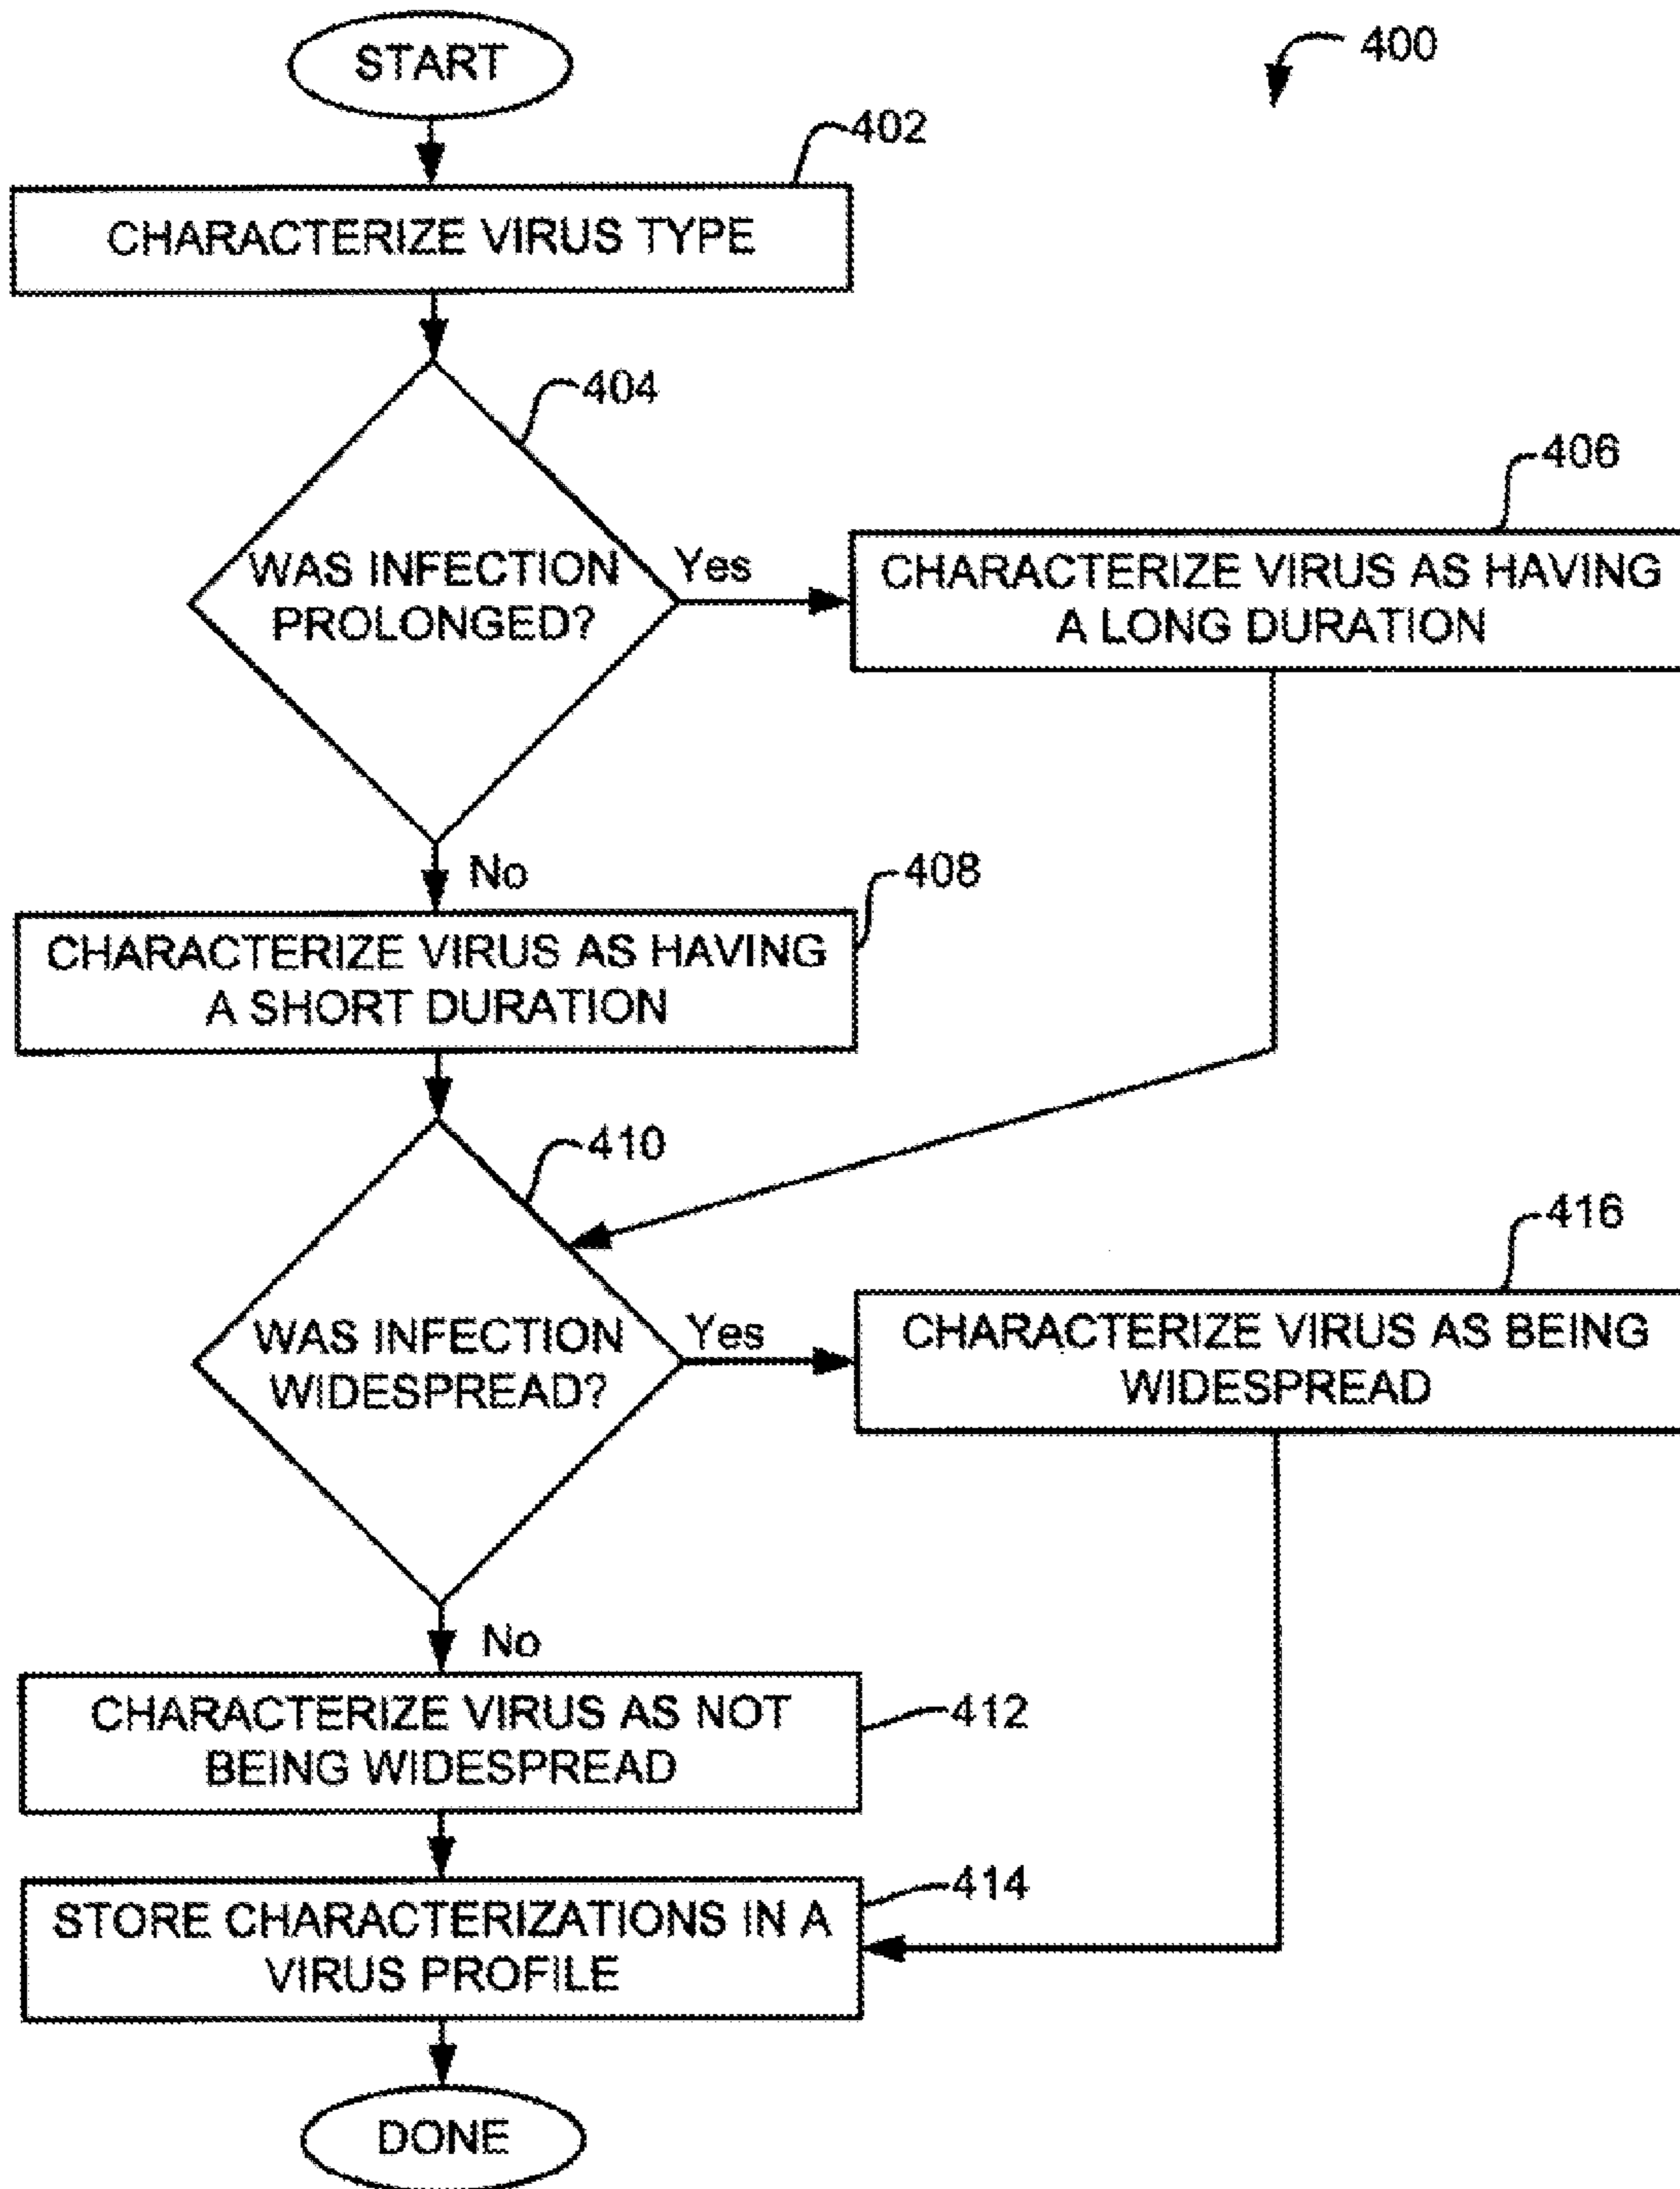 START
400
402
CHARACTERIZE VIRUS TYPE
404
WAS INFECTION
PROLONGED?
Yes
406
CHARACTERIZE VIRUS AS HAVING
A LONG DURATION
No
408
CHARACTERIZE VIRUS AS HAVING
A SHORT DURATION
410
WAS INFECTION
WIDESPREAD?
Yes
416
CHARACTERIZE VIRUS AS BEING
WIDESPREAD
No
CHARACTERIZE VIRUS AS NOT
BEING WIDESPREAD
412
STORE CHARACTERIZATIONS IN A
VIRUS PROFILE
414
DONE